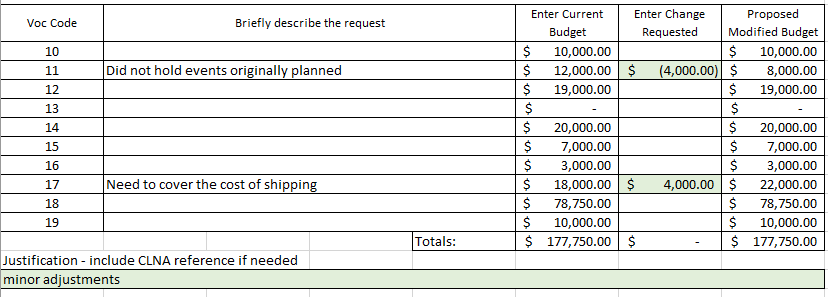 Voc Code Briefly describe the request Enter Current Budget Enter Change Requested Proposed Modified Budget
10 $ 10,000.00 $ 10,000.00
11 Did not hold events originally planned $ 12,000.00 $ (4,000.00) $ 8,000.00
12 $ 19,000.00 $ 19,000.00
13 $ - $ -
14 $ 20,000.00 $ 20,000.00
15 $ 7,000.00 $ 7,000.00
16 $ 3,000.00 $ 3,000.00
17 Need to cover the cost of shipping $ 18,000.00 $ 4,000.00 $ 22,000.00
18 $ 78,750.00 $ 78,750.00
19 $ 10,000.00 $ 10,000.00
Totals: $ 177,750.00 $ - $ 177,750.00
Justification - include CLNA reference if needed
minor adjustments